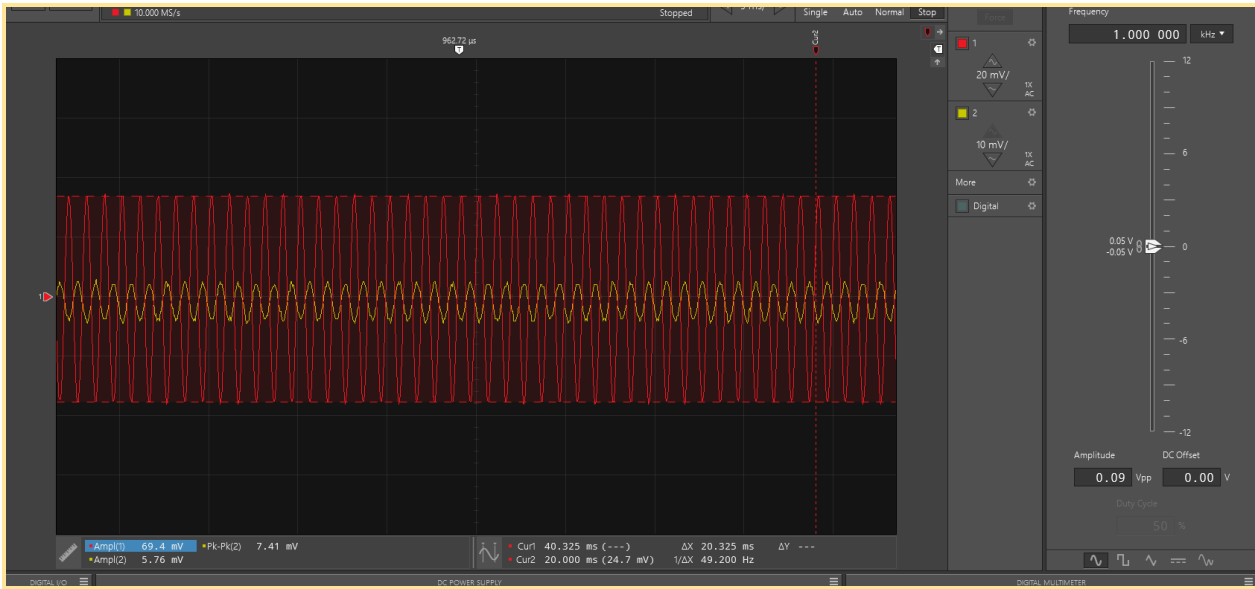 10.000 MS/s
Stopped
Single Auto Normal Stop
962.72 µs
T
Cur2
T
1
1
20 mV/
1X
AC
2
10 mV/
1X
AC
More
Digital
Force
Frequency
1.000 000 kHz
12
6
0.05 V
-0.05 V
0
-6
-12
Amplitude DC Offset
0.09 Vpp 0.00 V
Duty Cycle
50 %
Ampl(1) 69.4 mV Pk-Pk(2) 7.41 mV
Ampl(2) 5.76 mV
Cur1 40.325 ms (---) ΔX 20.325 ms ΔY ---
Cur2 20.000 ms (24.7 mV) 1/ΔX 49.200 Hz
DIGITAL I/O DC POWER SUPPLY DIGITAL MULTIMETER